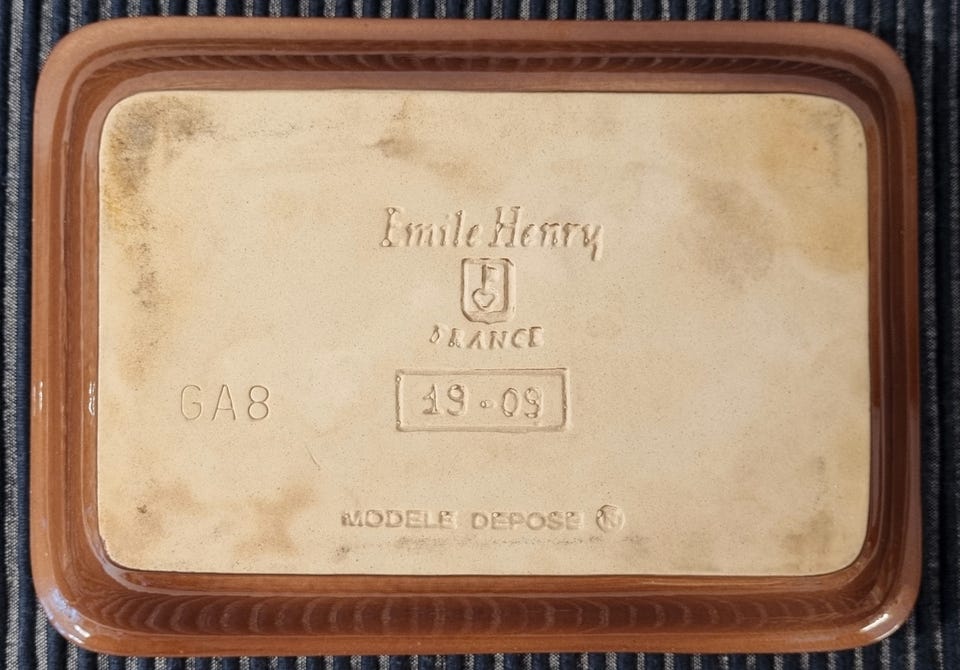 Emile Henry
FRANCE
GA8
19-09
MODELE DEPOSE ®